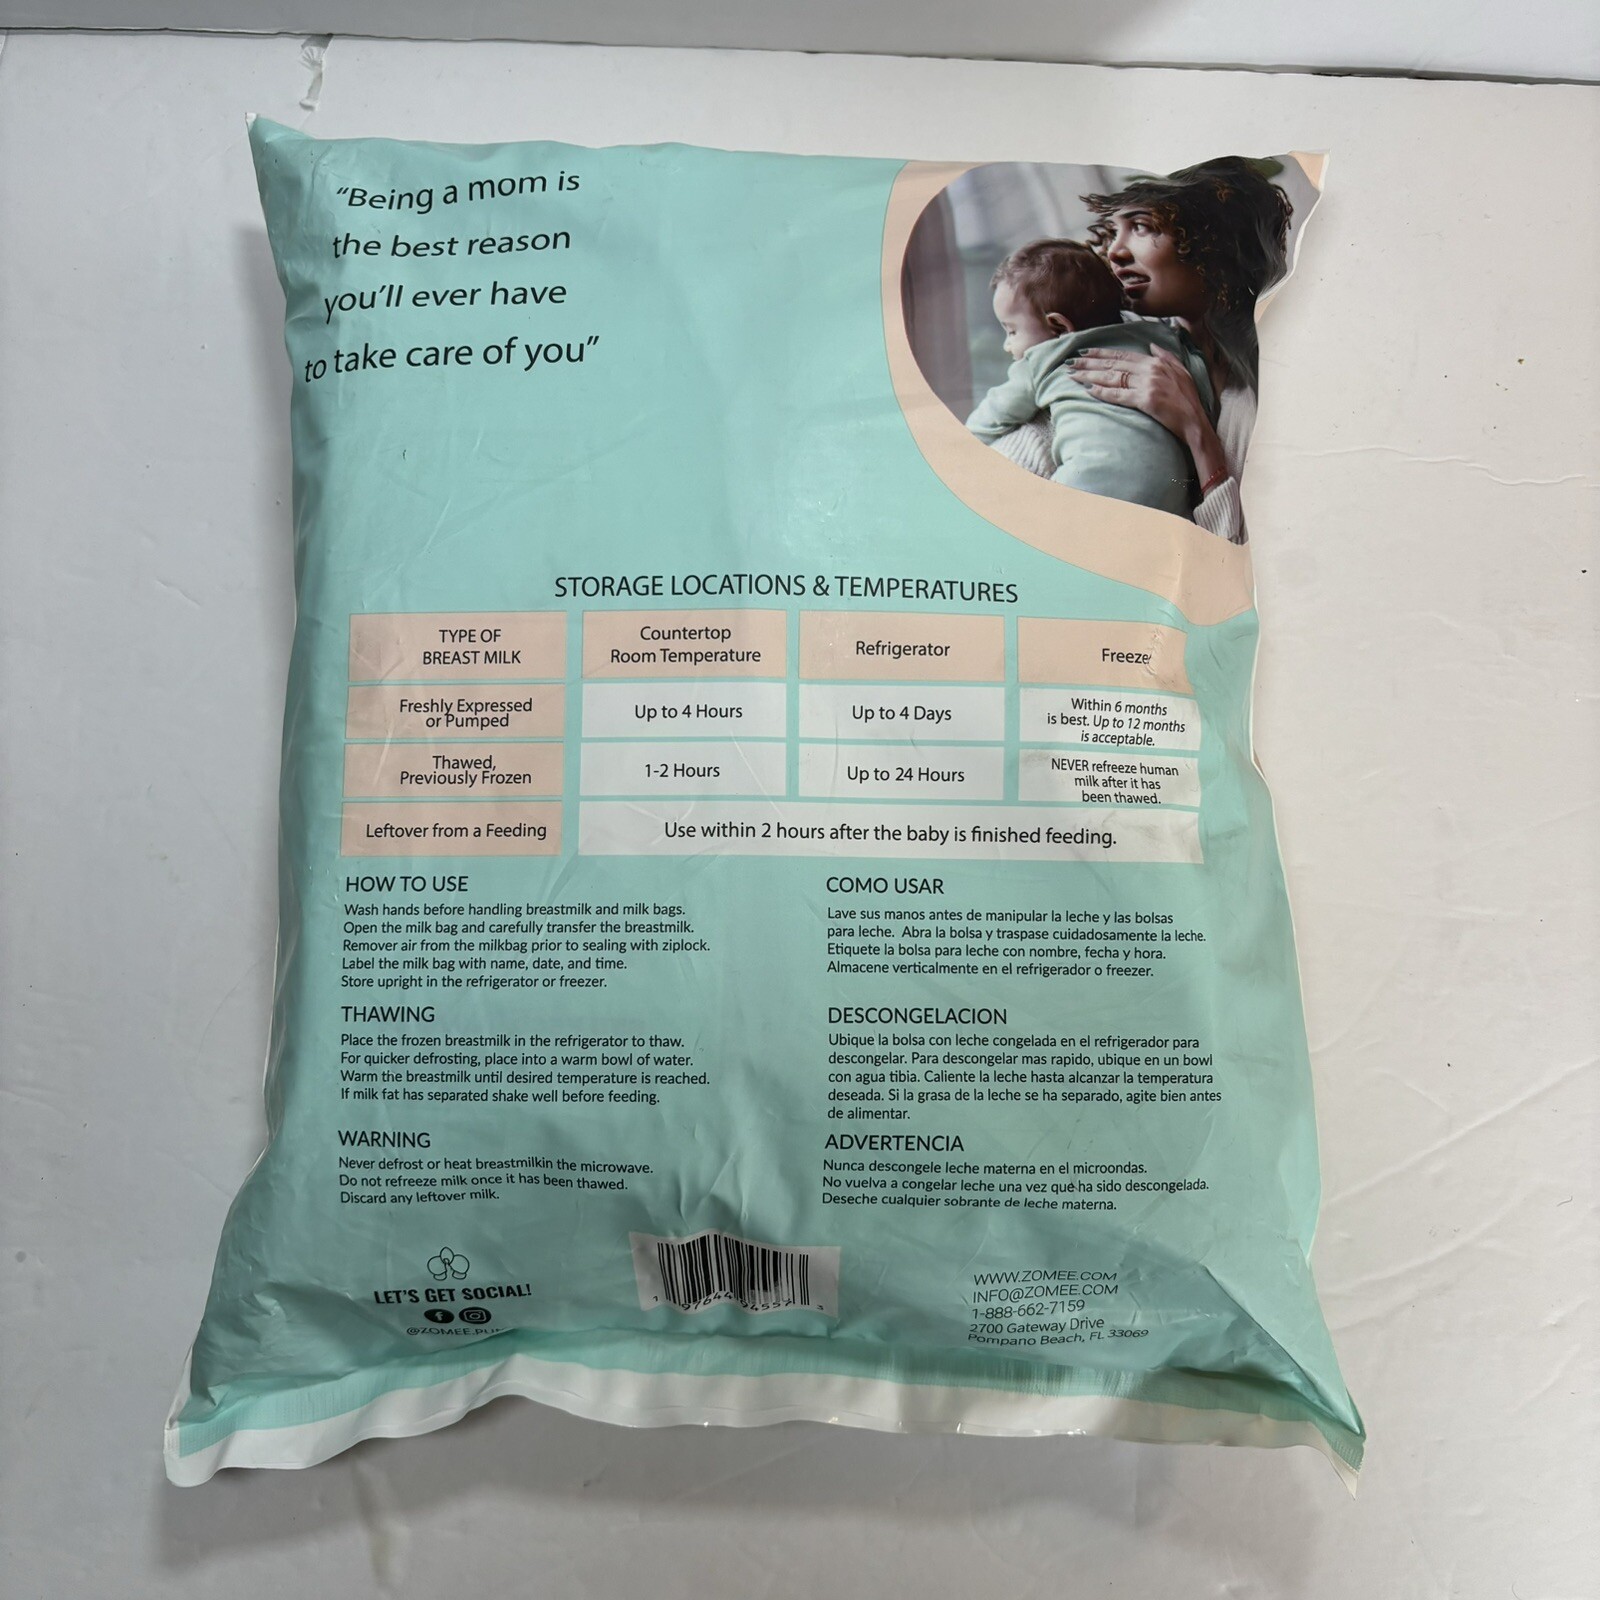 “Being a mom is
the best reason
you’ll ever have
to take care of you”
STORAGE LOCATIONS & TEMPERATURES
TYPE OF
BREAST MILK
Countertop
Room Temperature
Refrigerator
Freezer
Freshly Expressed
or Pumped
Up to 4 Hours
Up to 4 Days
Within 6 months
is best. Up to 12 months
is acceptable.
Thawed,
Previously Frozen
1-2 Hours
Up to 24 Hours
NEVER refreeze human
milk after it has
been thawed.
Leftover from a Feeding
Use within 2 hours after the baby is finished feeding.
HOW TO USE
Wash hands before handling breastmilk and milk bags.
Open the milk bag and carefully transfer the breastmilk.
Remover air from the milkbag prior to sealing with ziplock.
Label the milk bag with name, date, and time.
Store upright in the refrigerator or freezer.
THAWING
Place the frozen breastmilk in the refrigerator to thaw.
For quicker defrosting, place into a warm bowl of water.
Warm the breastmilk until desired temperature is reached.
If milk fat has separated shake well before feeding.
WARNING
Never defrost or heat breastmilkin the microwave.
Do not refreeze milk once it has been thawed.
Discard any leftover milk.
COMO USAR
Lave sus manos antes de manipular la leche y las bolsas
para leche. Abra la bolsa y traspase cuidadosamente la leche.
Etiquete la bolsa para leche con nombre, fecha y hora.
Almacene verticalmente en el refrigerador o freezer.
DESCONGELACION
Ubique la bolsa con leche congelada en el refrigerador para
descongelar. Para descongelar mas rapido, ubique en un bowl
con agua tibia. Caliente la leche hasta alcanzar la temperatura
deseada. Si la grasa de la leche se ha separado, agite bien antes
de alimentar.
ADVERTENCIA
Nunca descongele leche materna en el microondas.
No vuelva a congelar leche una vez que ha sido descongelada.
Deseche cualquier sobrante de leche materna.
LET'S GET SOCIAL!
WWW.ZOMEE.COM
INFO@ZOMEE.COM
1-888-662-7159
2700 Gateway Drive
Pompano Beach, FL 33069